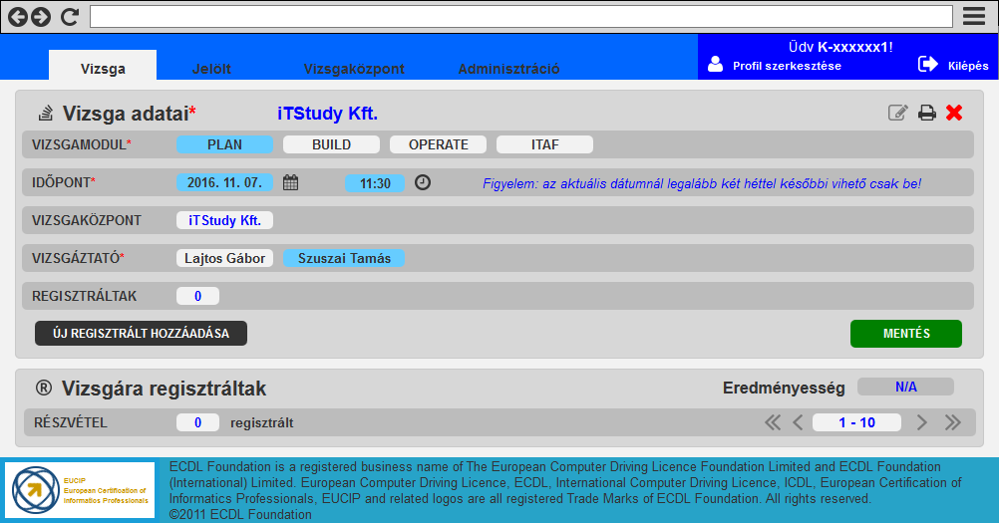 Üdv K-xxxxxx1!
Vizsga Jelölt Vizsgaközpont Adminisztráció Profil szerkesztése Kilépés
Vizsga adatai* iTStudy Kft.
VIZSGAMODUL* PLAN BUILD OPERATE ITAF
IDŐPONT* 2016. 11. 07. 11:30 Figyelem: az aktuális dátumnál legalább két héttel későbbi vihető csak be!
VIZSGAKÖZPONT iTStudy Kft.
VIZSGÁZTATÓ* Lajtos Gábor Szuszai Tamás
REGISZTRÁLTAK 0
ÚJ REGISZTRÁLT HOZZÁADÁSA MENTÉS
® Vizsgára regisztráltak Eredményesség N/A
RÉSZVÉTEL 0 regisztrált 1 - 10
EUCIP
European Certification of
Informatics Professionals
ECDL Foundation is a registered business name of The European Computer Driving Licence Foundation Limited and ECDL Foundation
(International) Limited. European Computer Driving Licence, ECDL, International Computer Driving Licence, ICDL, European Certification of
Informatics Professionals, EUCIP and related logos are all registered Trade Marks of ECDL Foundation. All rights reserved.
©2011 ECDL Foundation